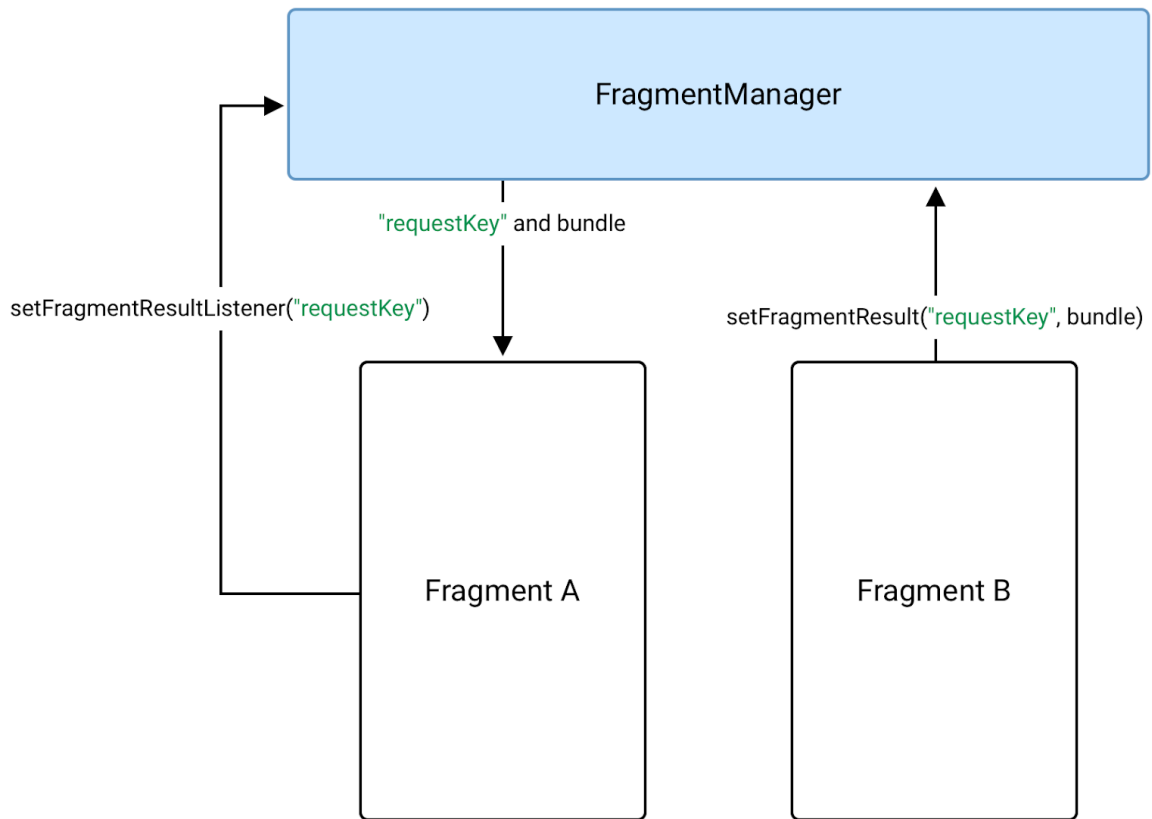 FragmentManager
"requestKey" and bundle
setFragmentResultListener("requestKey")
setFragmentResult("requestKey", bundle)
Fragment A
Fragment B